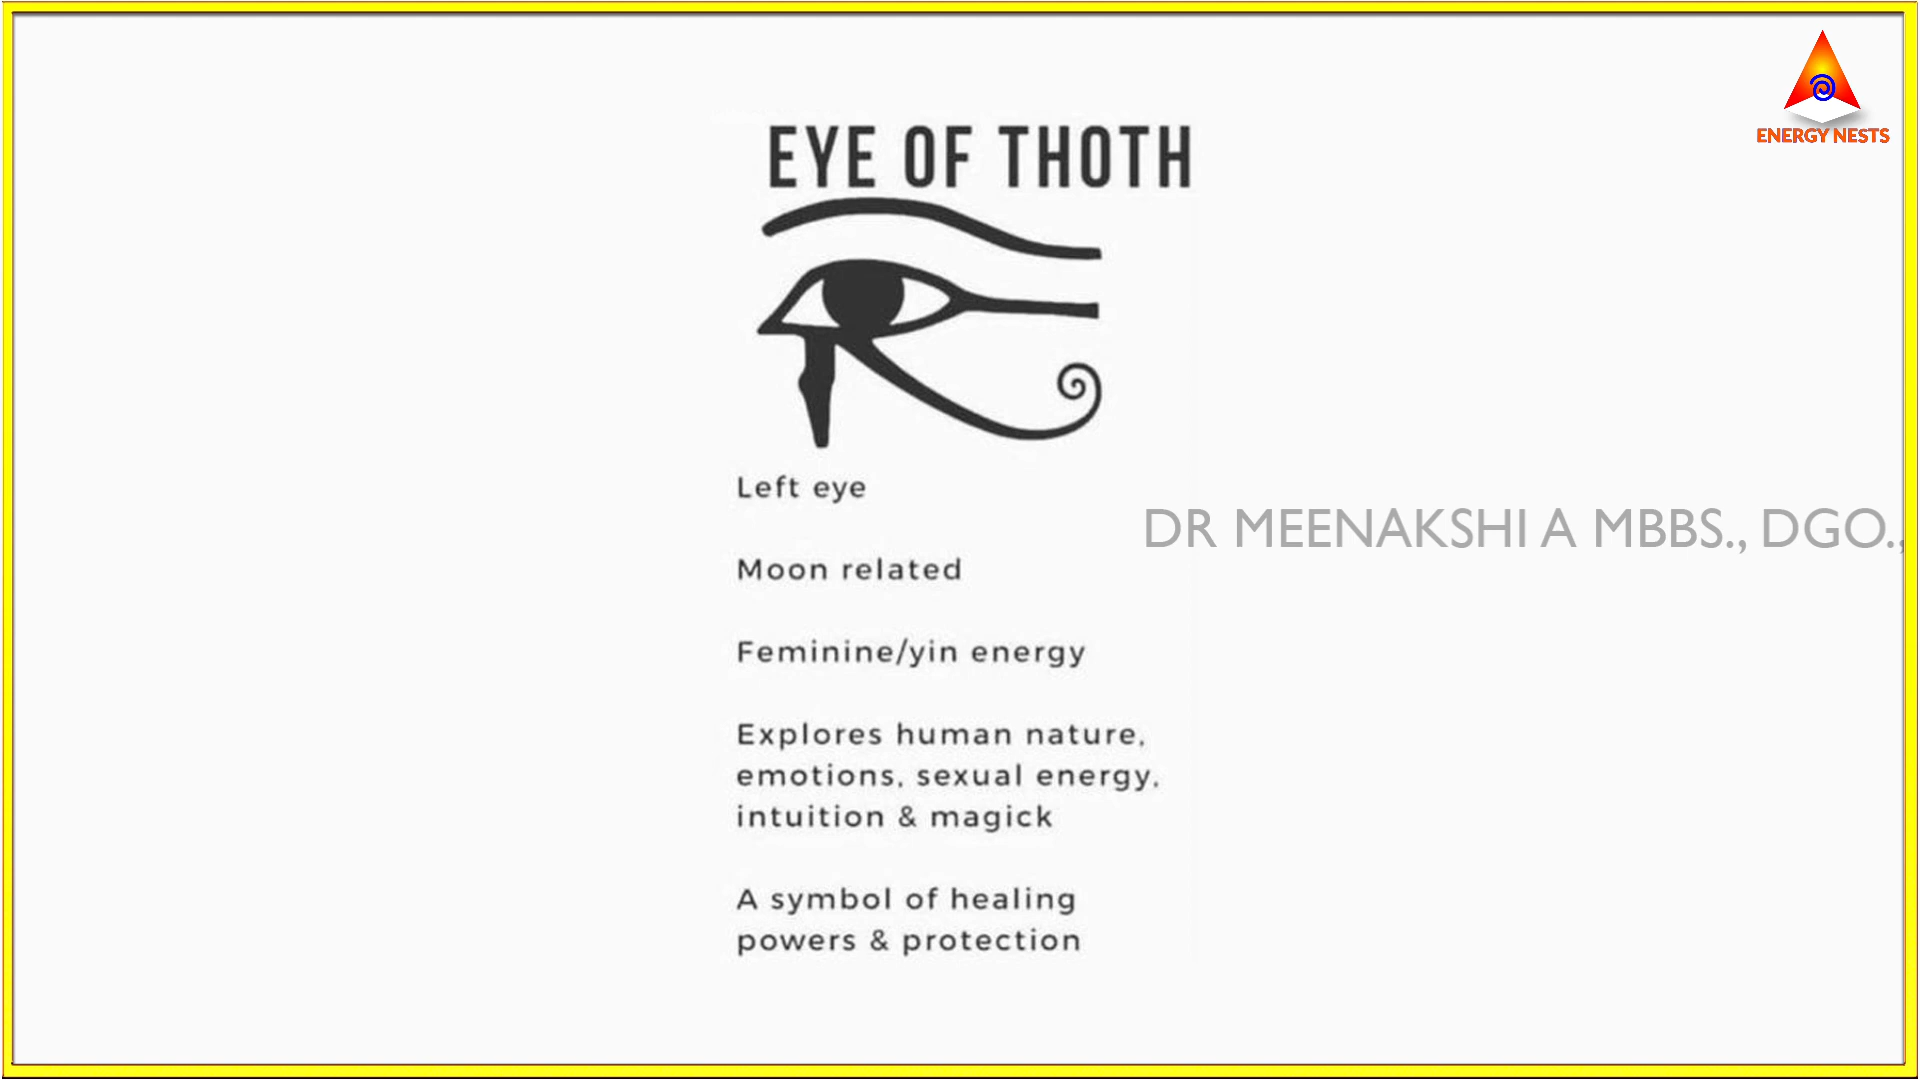 ENERGY NESTS
EYE OF THOTH
Left eye
DR MEENAKSHI A MBBS., DGO.,
Moon related
Feminine/yin energy
Explores human nature,
emotions, sexual energy,
intuition & magick
A symbol of healing
powers & protection